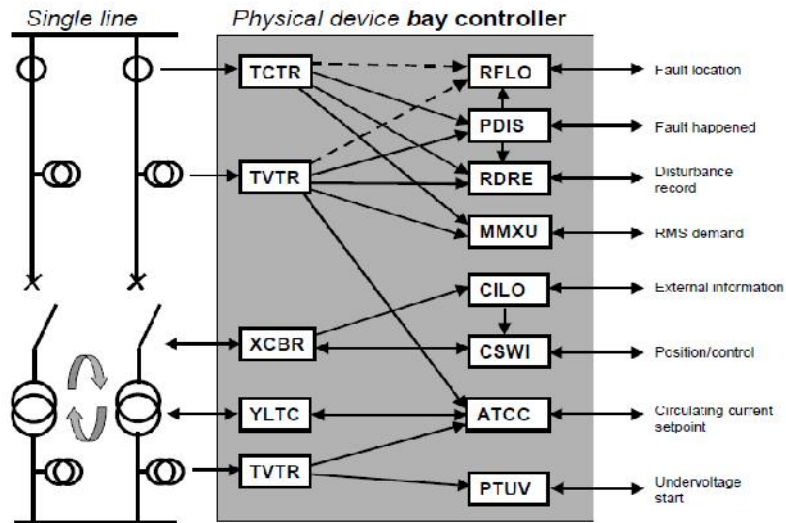 Single line
Physical device bay controller
TCTR
RFLO
Fault location
PDIS
Fault happened
TVTR
RDRE
Disturbance
record
MMXU
RMS demand
CILO
External information
XCBR
CSWI
Position/control
YLTC
ATCC
Circulating current
setpoint
TVTR
PTUV
Undervoltage
start